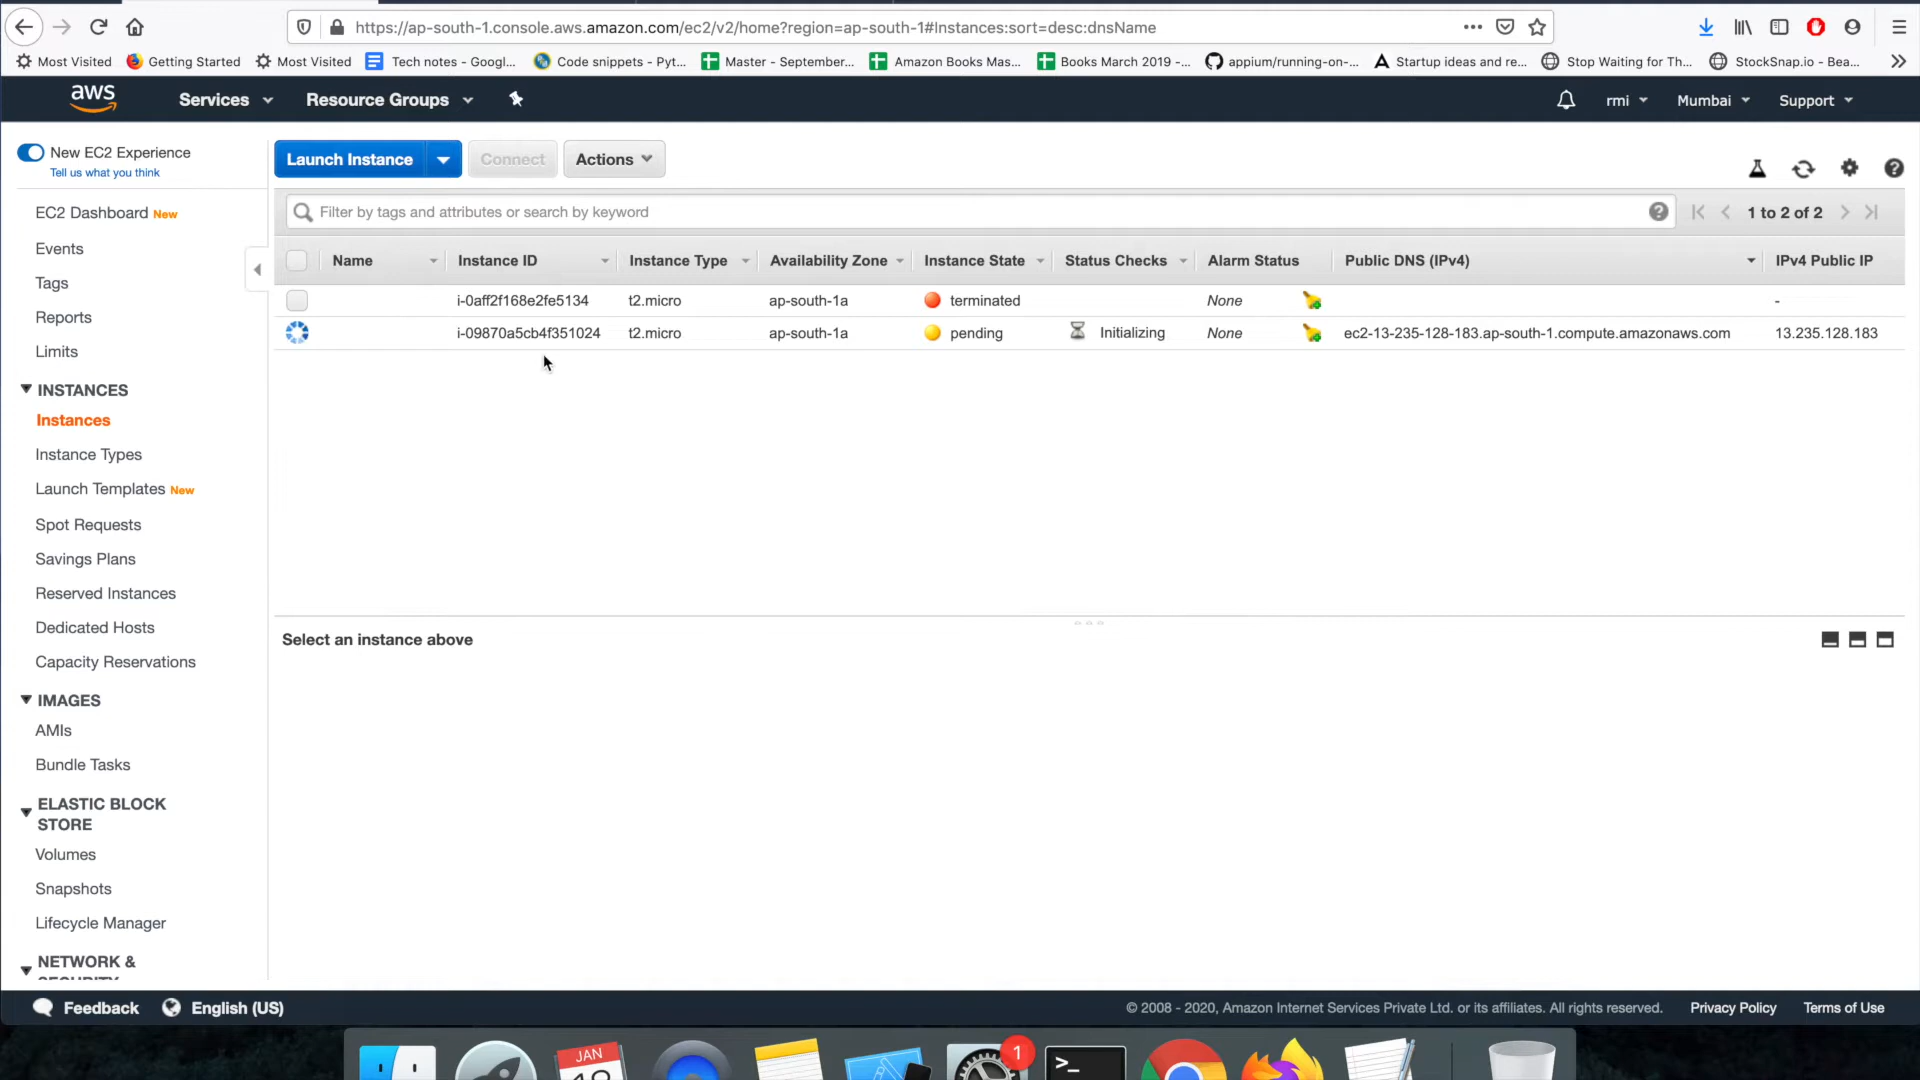 https://ap-south-1.console.aws.amazon.com/ec2/v2/home?region=ap-south-1#Instances:sort=desc:dnsName
Most Visited Getting Started Most Visited Tech notes - Googl... Code snippets - Pyt... Master - September... Amazon Books Mas... Books March 2019 -... appium/running-on-... Startup ideas and re... Stop Waiting for Th... StockSnap.io - Bea...
aws Services Resource Groups rmi Mumbai Support
New EC2 Experience
Tell us what you think
Launch Instance Connect Actions
EC2 Dashboard New
Events
Tags
Reports
Limits
INSTANCES
Instances
Instance Types
Launch Templates New
Spot Requests
Savings Plans
Reserved Instances
Dedicated Hosts
Capacity Reservations
IMAGES
AMIs
Bundle Tasks
ELASTIC BLOCK
STORE
Volumes
Snapshots
Lifecycle Manager
NETWORK &
SECURITY
Filter by tags and attributes or search by keyword 1 to 2 of 2
Name Instance ID Instance Type Availability Zone Instance State Status Checks Alarm Status Public DNS (IPv4) IPv4 Public IP
i-0aff2f168e2fe5134 t2.micro ap-south-1a terminated None -
i-09870a5cb4f351024 t2.micro ap-south-1a pending Initializing None ec2-13-235-128-183.ap-south-1.compute.amazonaws.com 13.235.128.183
Select an instance above
Feedback English (US) © 2008 - 2020, Amazon Internet Services Private Ltd. or its affiliates. All rights reserved. Privacy Policy Terms of Use
JAN
1
>_